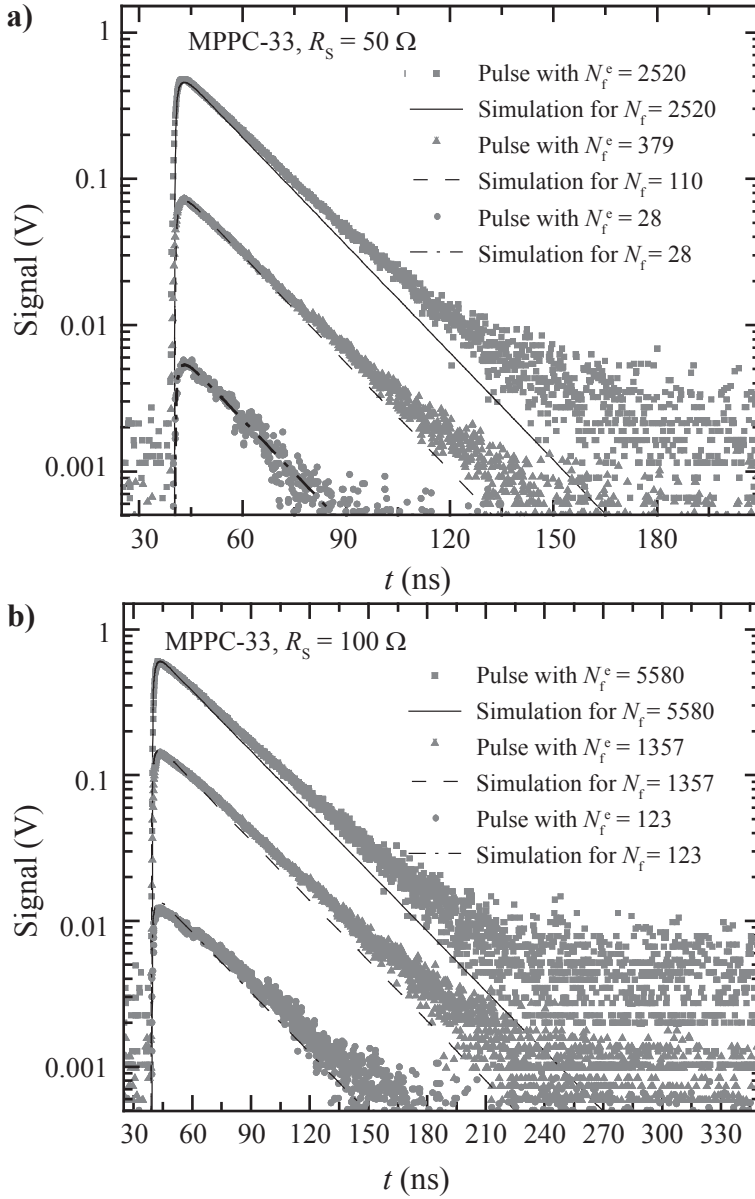 a)
MPPC-33, R_S = 50 Ω
Pulse with N_f^e = 2520
Simulation for N_f = 2520
Pulse with N_f^e = 379
Simulation for N_f = 110
Pulse with N_f^e = 28
Simulation for N_f = 28
1
0.1
0.01
0.001
Signal (V)
30 60 90 120 150 180
t (ns)
b)
MPPC-33, R_S = 100 Ω
Pulse with N_f^e = 5580
Simulation for N_f = 5580
Pulse with N_f^e = 1357
Simulation for N_f = 1357
Pulse with N_f^e = 123
Simulation for N_f = 123
1
0.1
0.01
0.001
Signal (V)
30 60 90 120 150 180 210 240 270 300 330
t (ns)